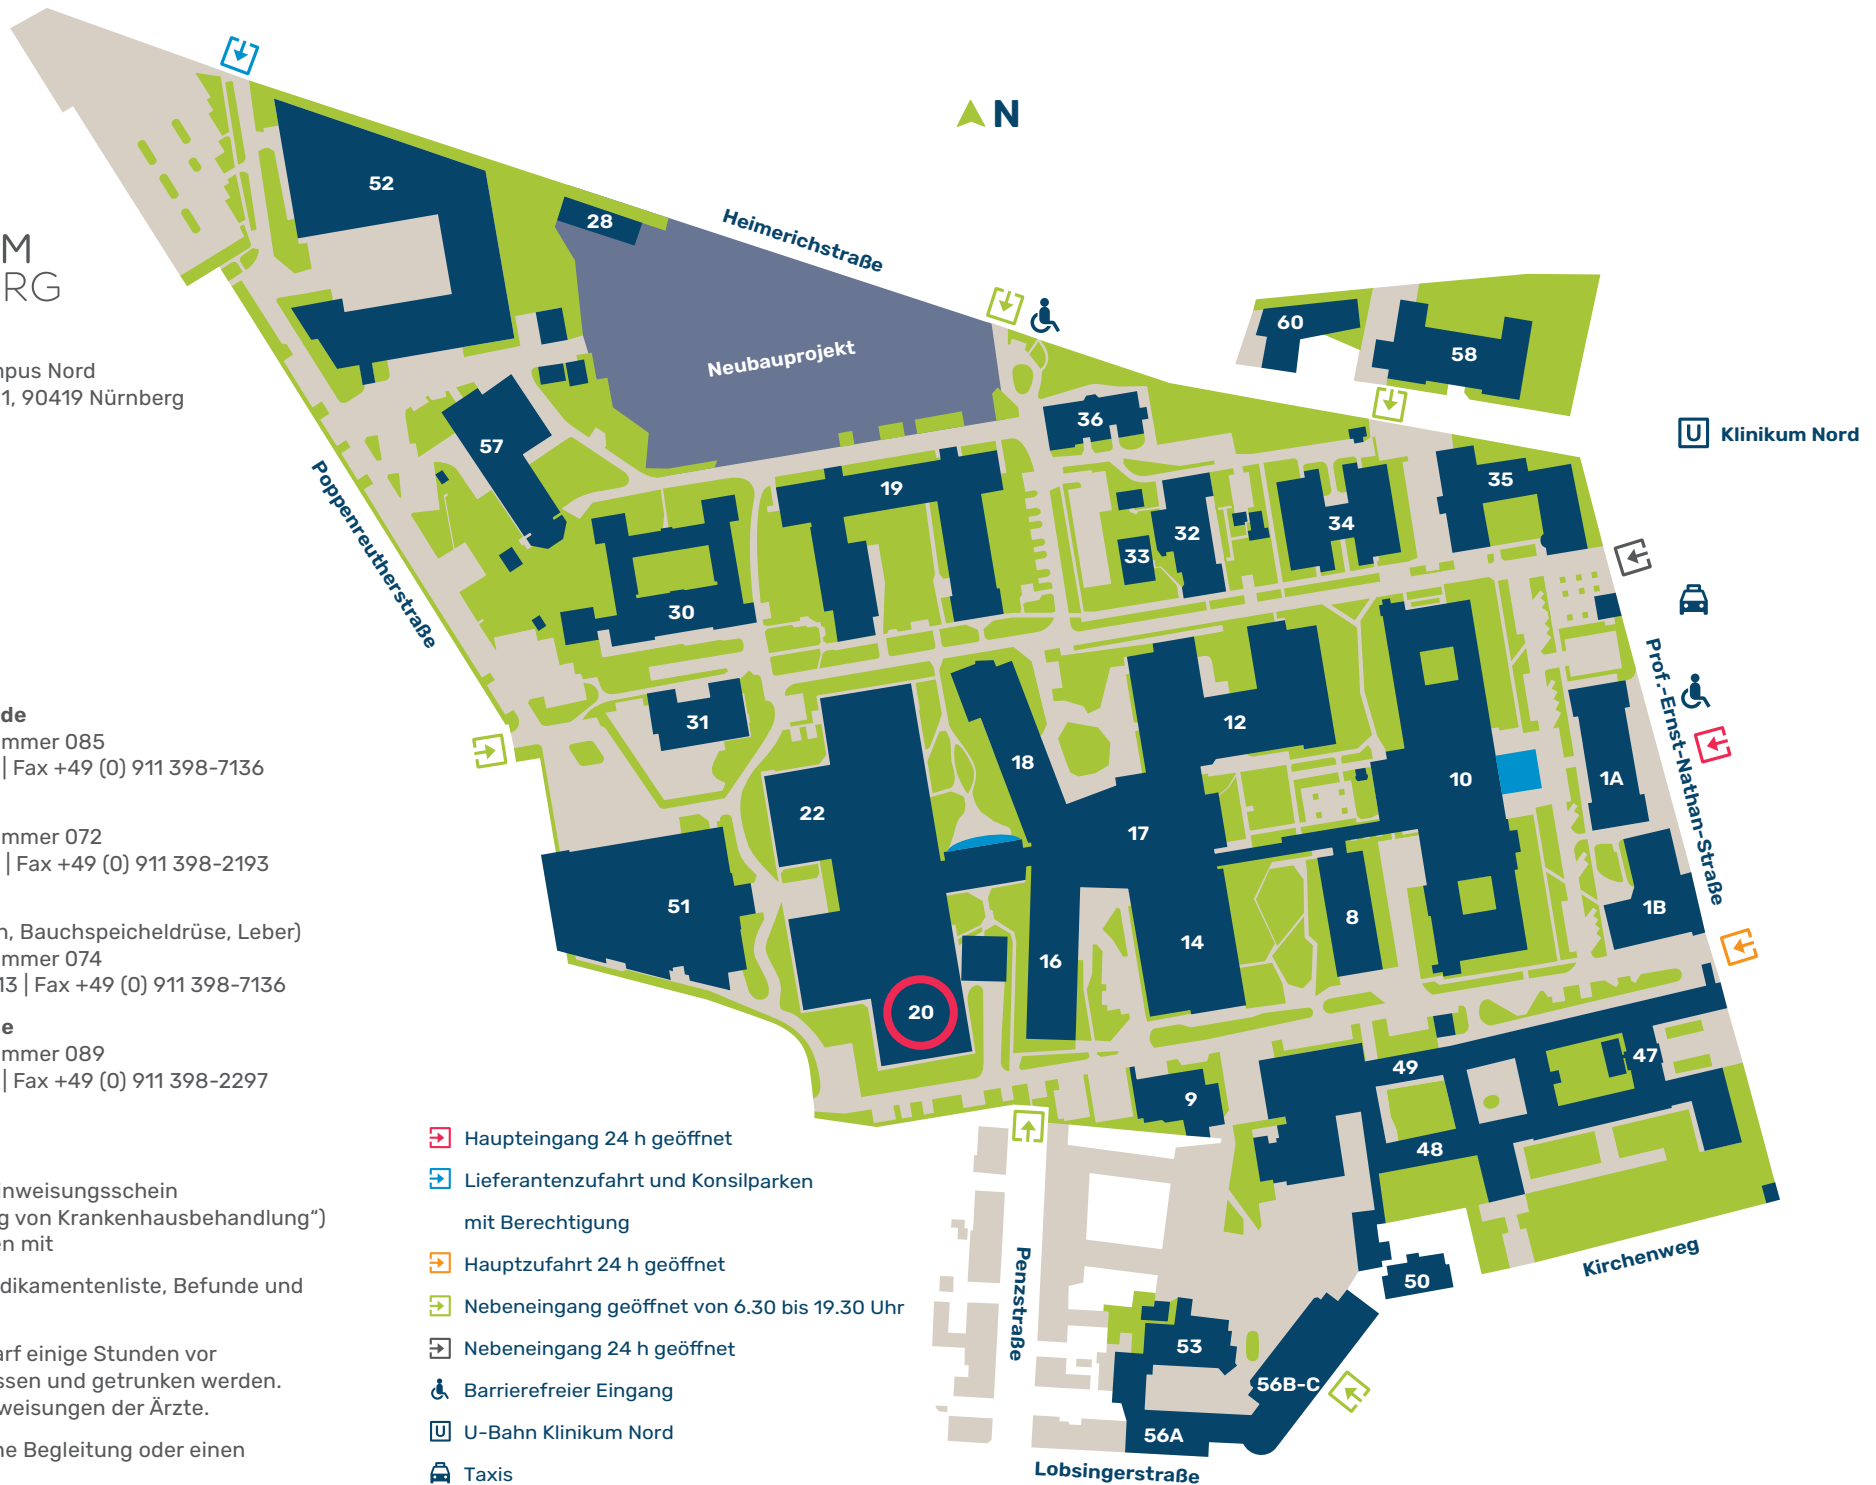 N
52
28
Heimerichstraße
M
RG
60
58
Neubauprojekt
npus Nord
1, 90419 Nürnberg
36
U Klinikum Nord
57
19
35
34
32
33
Poppenreutherstraße
30
Prof.-Ernst-Nathan-Straße
31
12
18
10
1A
22
17
de
mmer 085
| Fax +49 (0) 911 398-7136
mmer 072
| Fax +49 (0) 911 398-2193
51
8
1B
14
16
n, Bauchspeicheldrüse, Leber)
mmer 074
13 | Fax +49 (0) 911 398-7136
20
e
mmer 089
| Fax +49 (0) 911 398-2297
47
49
9
48
Haupteingang 24 h geöffnet
Lieferantenzufahrt und Konsilparken
mit Berechtigung
Hauptzufahrt 24 h geöffnet
Nebeneingang geöffnet von 6.30 bis 19.30 Uhr
Nebeneingang 24 h geöffnet
Barrierefreier Eingang
U U-Bahn Klinikum Nord
Taxis
inweisungsschein
g von Krankenhausbehandlung“)
en mit
dikamentenliste, Befunde und
arf einige Stunden vor
ssen und getrunken werden.
weisungen der Ärzte.
ne Begleitung oder einen
Kirchenweg
50
Penzstraße
53
56B-C
56A
Lobsingerstraße